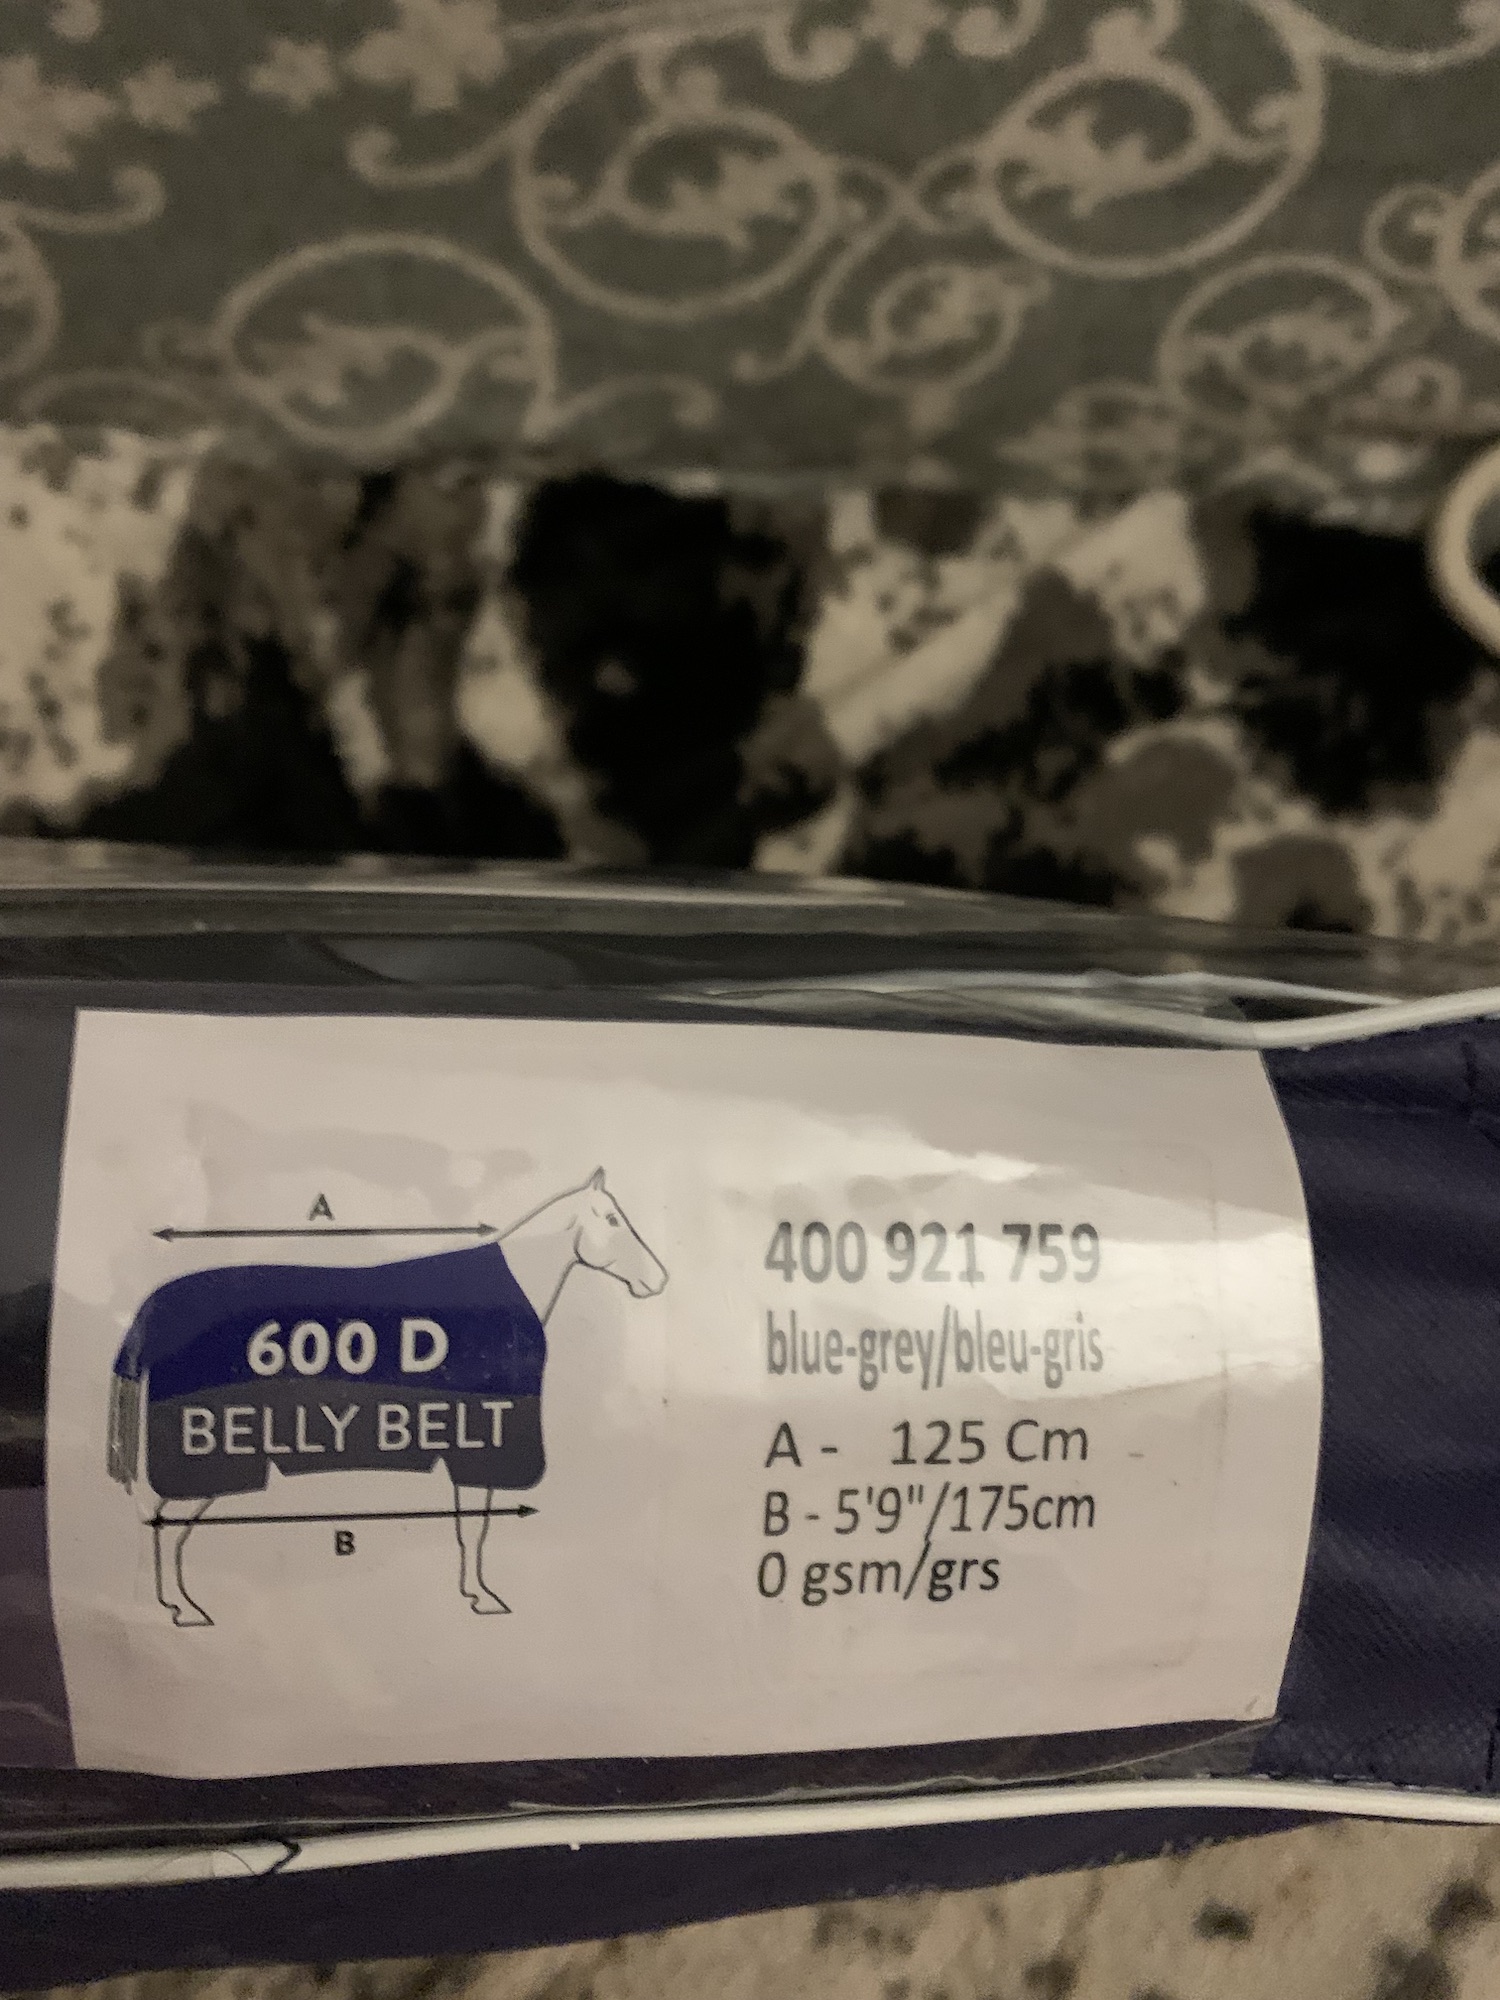 A
600 D
BELLY BELT
B
400 921 759
blue-grey/bleu-gris
A - 125 Cm
B - 5'9"/175cm
0 gsm/grs